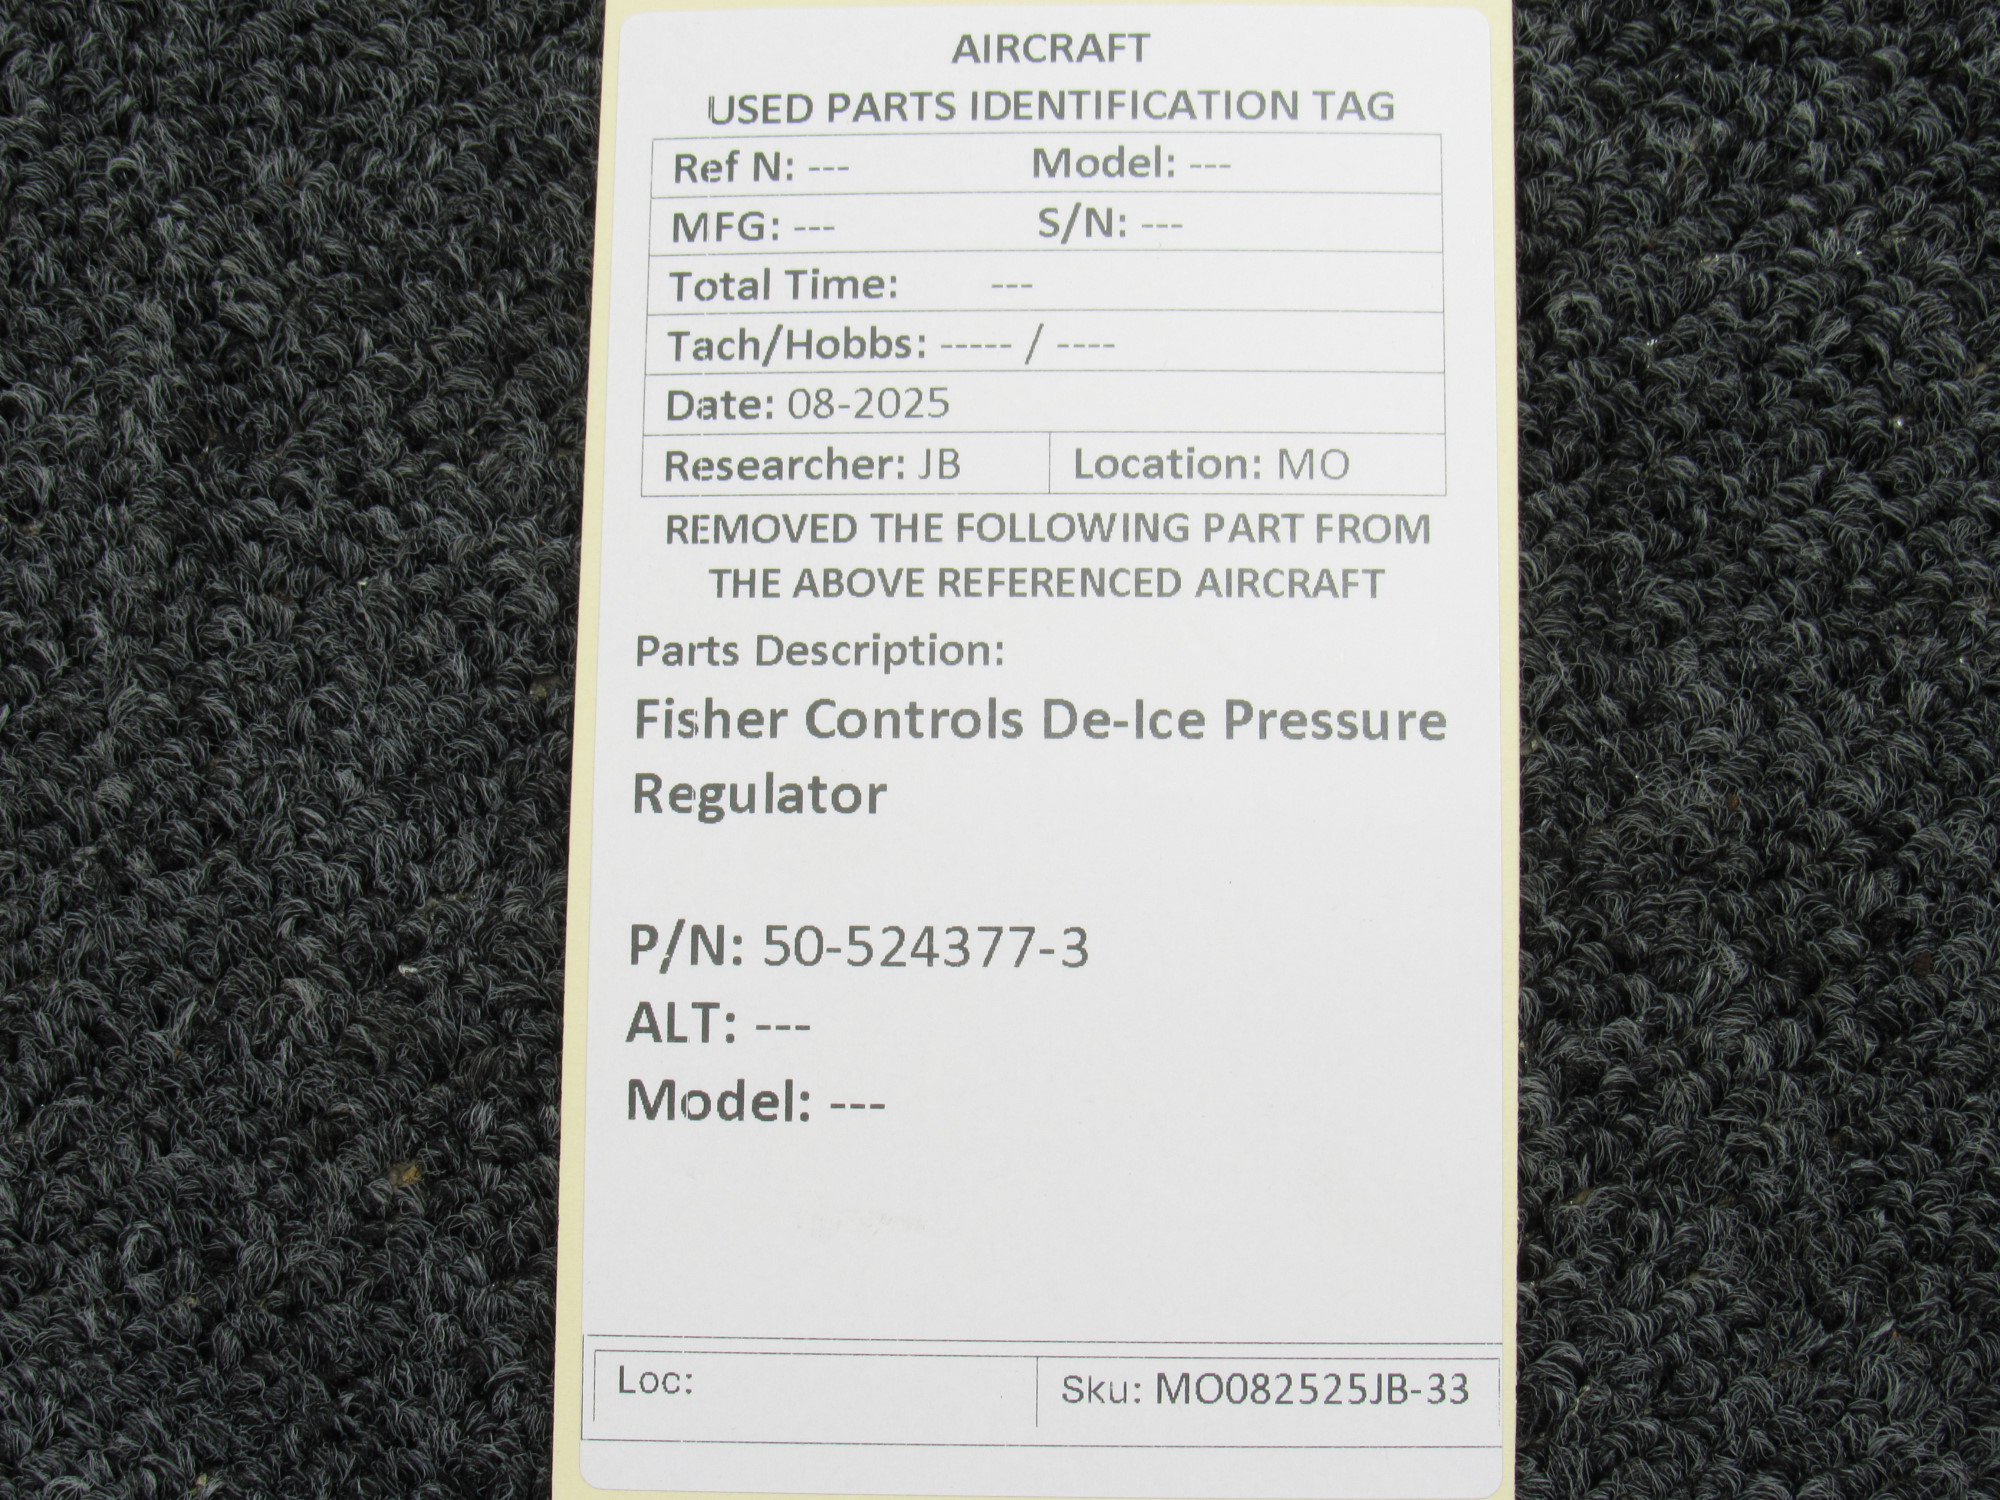 AIRCRAFT
USED PARTS IDENTIFICATION TAG
Ref N: --- Model: ---
MFG: --- S/N: ---
Total Time: ---
Tach/Hobbs: ----- / ----
Date: 08-2025
Researcher: JB Location: MO
REMOVED THE FOLLOWING PART FROM
THE ABOVE REFERENCED AIRCRAFT
Parts Description:
Fisher Controls De-Ice Pressure
Regulator
P/N: 50-524377-3
ALT: ---
Model: ---
Loc: Sku: MO082525JB-33